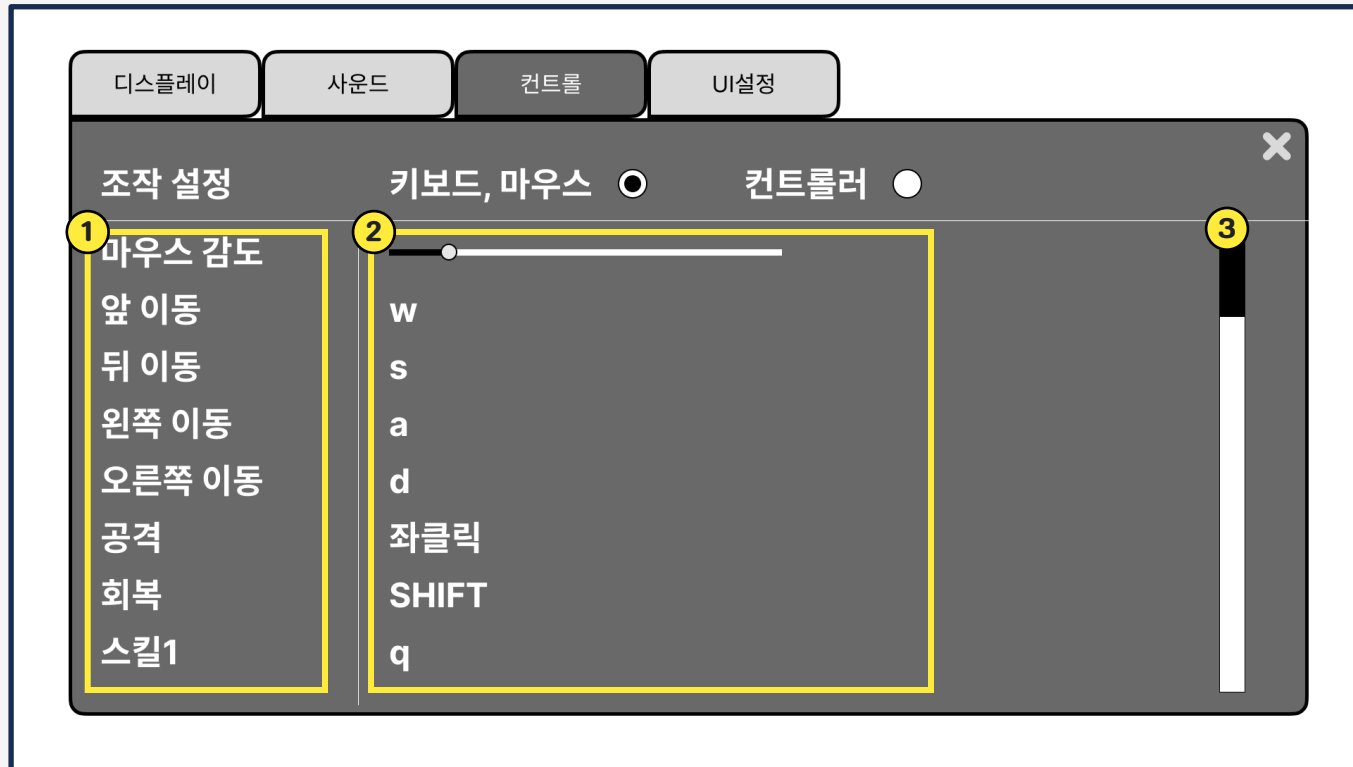 디스플레이 사운드 컨트롤 UI설정
조작 설정 키보드, 마우스 컨트롤러
1 2 3
마우스 감도
앞 이동 w
뒤 이동 s
왼쪽 이동 a
오른쪽 이동 d
공격 좌클릭
회복 SHIFT
스킬1 q